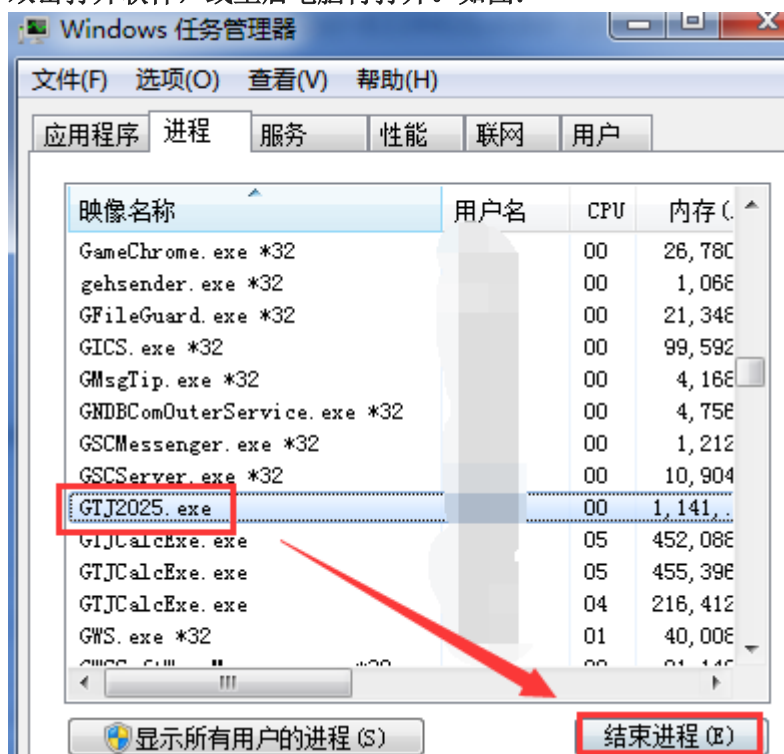 Windows 任务管理器
文件(F) 选项(O) 查看(V) 帮助(H)
应用程序 进程 服务 性能 联网 用户
映像名称 用户名 CPU 内存(.
GameChrome.exe *32 00 26,780
gehsender.exe *32 00 1,068
GFileGuard.exe *32 00 21,348
GICS.exe *32 00 99,592
GMsgTip.exe *32 00 4,168
GNDBComOuterService.exe *32 00 4,756
GSCMessenger.exe *32 00 1,212
GSCServer.exe *32 00 10,904
GTJ2025.exe 00 1,141,..
GTJCalcExe.exe 05 452,088
GTJCalcExe.exe 05 455,396
GTJCalcExe.exe 04 216,412
GWS.exe *32 01 40,008
显示所有用户的进程(S) 结束进程(E)